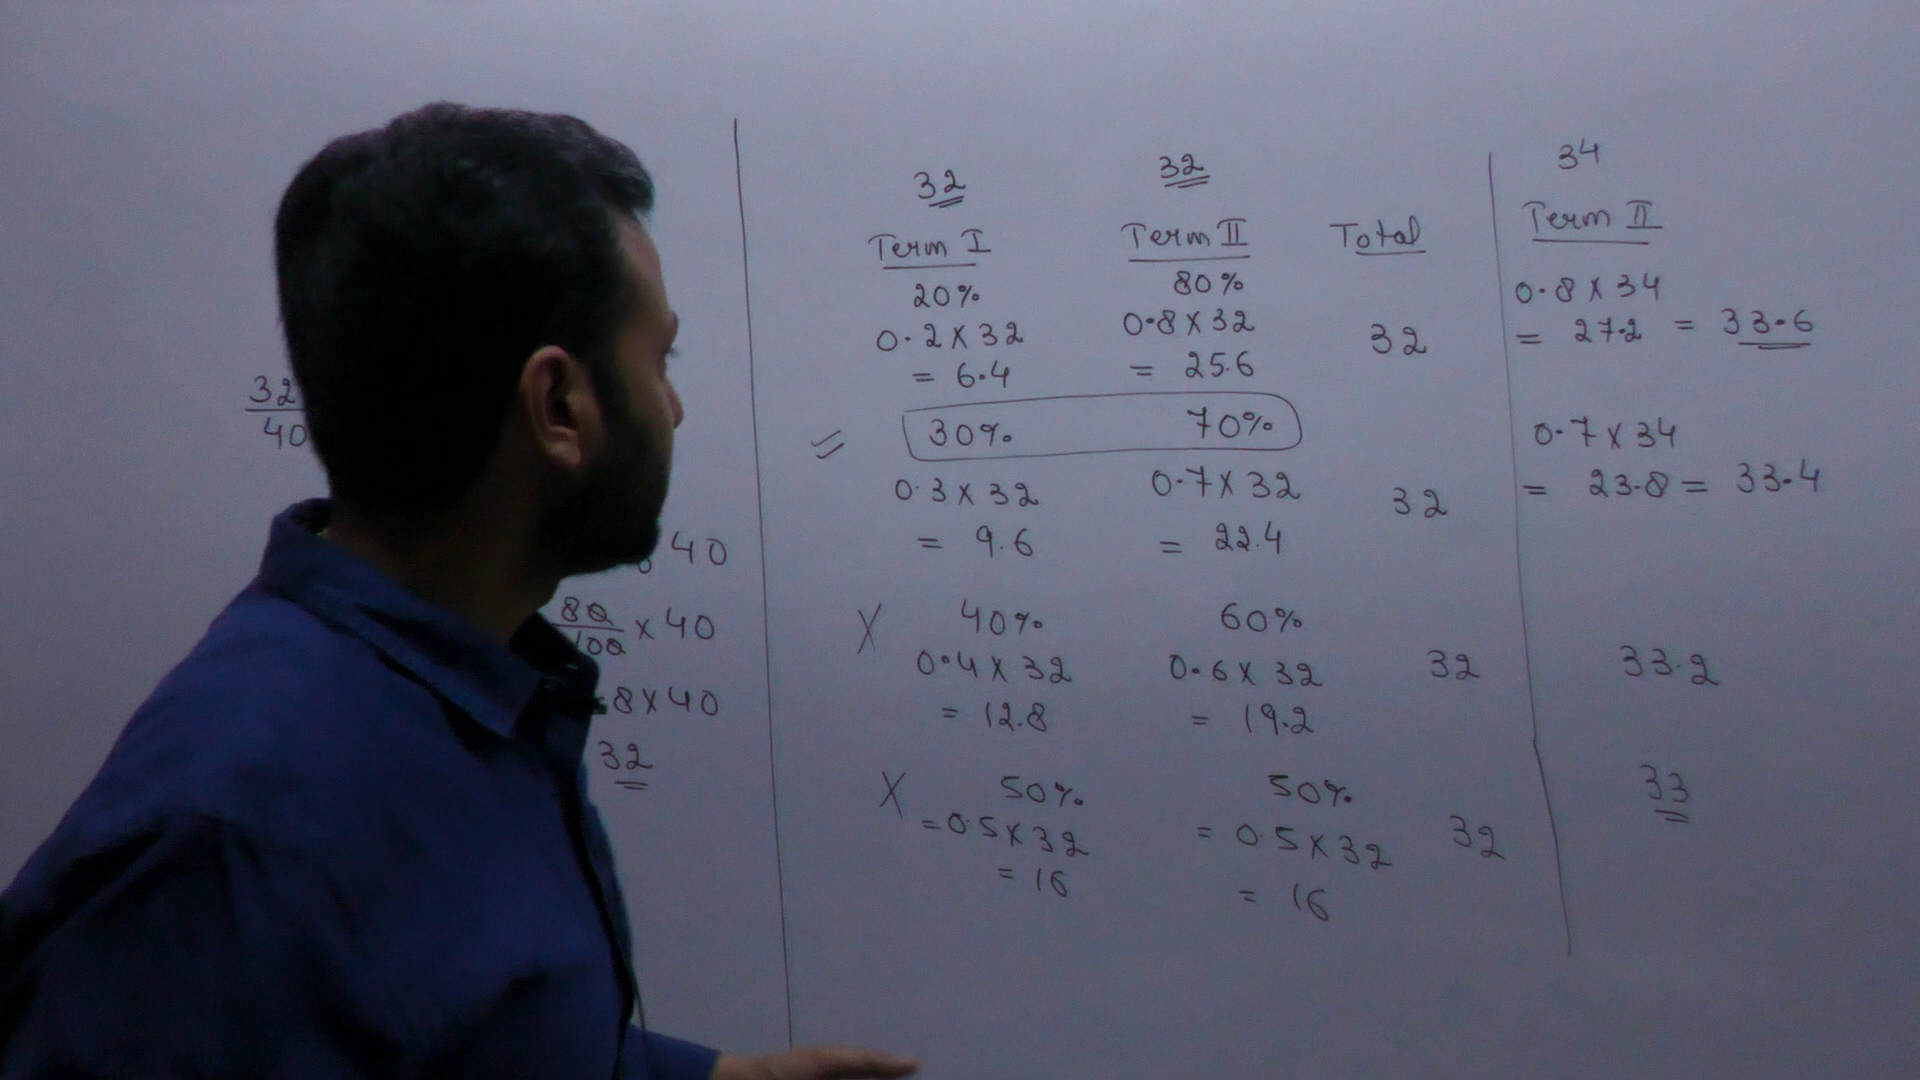 32
40
40
80
100 × 40
8 × 40
32
32 32
Term I Term II Total
20% 80%
0.2 × 32 0.8 × 32 32
= 6.4 = 25.6
30% 70%
0.3 × 32 0.7 × 32 32
= 9.6 = 22.4
X 40% 60%
0.4 × 32 0.6 × 32 32
= 12.8 = 19.2
X 50% 50%
= 0.5 × 32 = 0.5 × 32 32
= 16 = 16
34
Term II
0.8 × 34
= 27.2 = 33.6
0.7 × 34
= 23.8 = 33.4
33.2
33